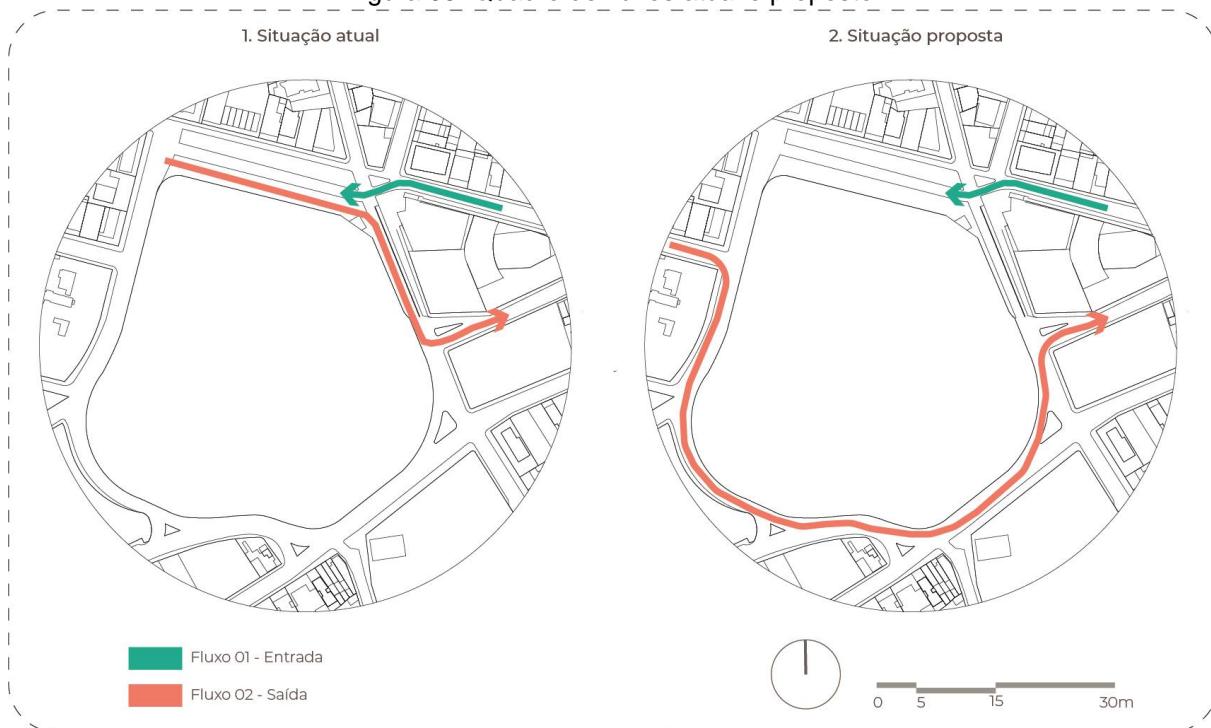 1. Situação atual
2. Situação proposta
Fluxo 01 - Entrada
Fluxo 02 - Saída
0 5 15 30m